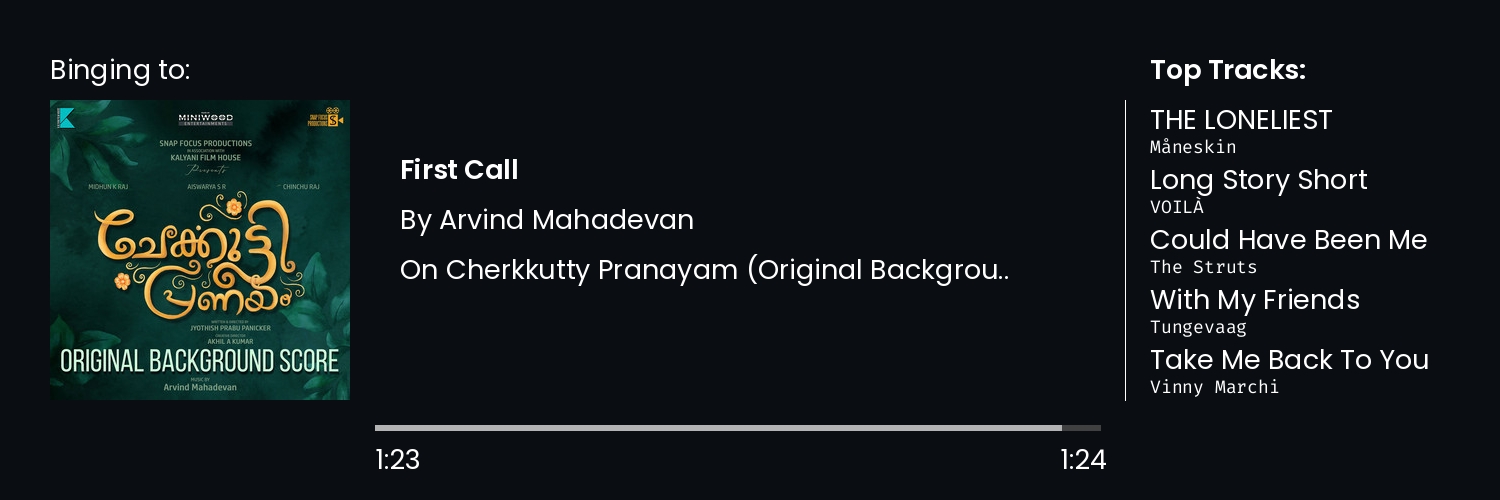 Binging to:
MINIWOOD
ENTERTAINMENTS
SNAP FOCUS
PRODUCTIONS
SNAP FOCUS PRODUCTIONS
IN ASSOCIATION WITH
KALYANI FILM HOUSE
Presents
MIDHUN K RAJ
AISWARYA S R
CHINCHU RAJ
ചേക്കുട്ടി
പ്രണയം
WRITTEN & DIRECTED BY
JYOTHISH PRABU PANICKER
AKHIL A KUMAR
ORIGINAL BACKGROUND SCORE
MUSIC BY
Arvind Mahadevan
First Call
By Arvind Mahadevan
On Cherkkutty Pranayam (Original Backgrou..
1:23
1:24
Top Tracks:
THE LONELIEST
Måneskin
Long Story Short
VOILÀ
Could Have Been Me
The Struts
With My Friends
Tungevaag
Take Me Back To You
Vinny Marchi